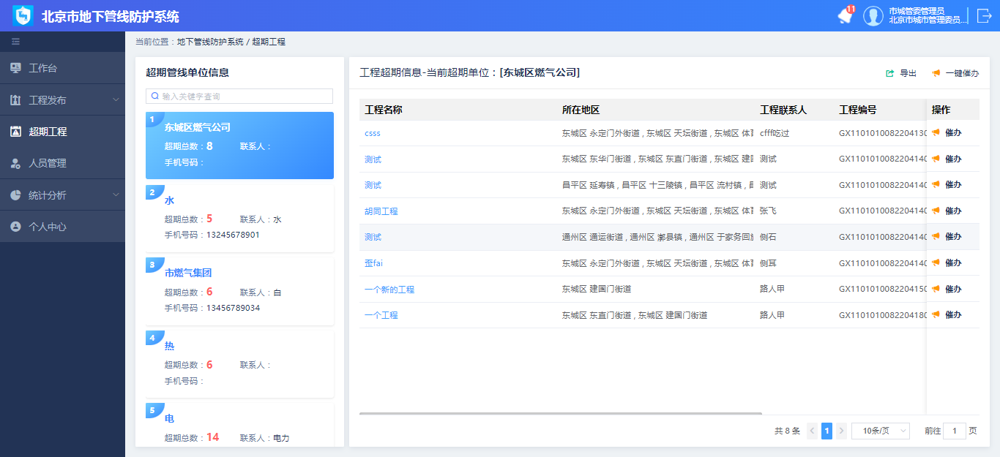 北京市地下管线防护系统
11
市城管委管理员
北京市城市管理委员...
工作台
工程发布
超期工程
人员管理
统计分析
个人中心
当前位置：地下管线防护系统 / 超期工程
超期管线单位信息
输入关键字查询
1
东城区燃气公司
超期总数：8 联系人：
手机号码：
2
水
超期总数：5 联系人：水
手机号码：13245678901
3
市燃气集团
超期总数：6 联系人：白
手机号码：13456789034
4
热
超期总数：6 联系人：
手机号码：
5
电
超期总数：14 联系人：电力
工程超期信息-当前超期单位：[东城区燃气公司]
导出 一键催办
工程名称 所在地区 工程联系人 工程编号 操作
csss 东城区 永定门外街道 , 东城区 天坛街道 , 东城区 体 cfff吃过 GX1101010082204130 催办
测试 东城区 东华门街道 , 东城区 东直门街道 , 东城区 建 测试 GX1101010082204140 催办
测试 昌平区 延寿镇 , 昌平区 十三陵镇 , 昌平区 流村镇 , 测试 GX1101010082204140 催办
胡同工程 东城区 永定门外街道 , 东城区 天坛街道 , 东城区 体 张飞 GX1101010082204140 催办
测试 通州区 通运街道 , 通州区 漷县镇 , 通州区 于家务回 侧石 GX1101010082204140 催办
歪fai 东城区 永定门外街道 , 东城区 天坛街道 , 东城区 体 侧耳 GX1101010082204140 催办
一个新的工程 东城区 建国门街道 路人甲 GX1101010082204150 催办
一个工程 东城区 东直门街道 , 东城区 建国门街道 路人甲 GX1101010082204180 催办
共 8 条 1 10条/页 前往 1 页